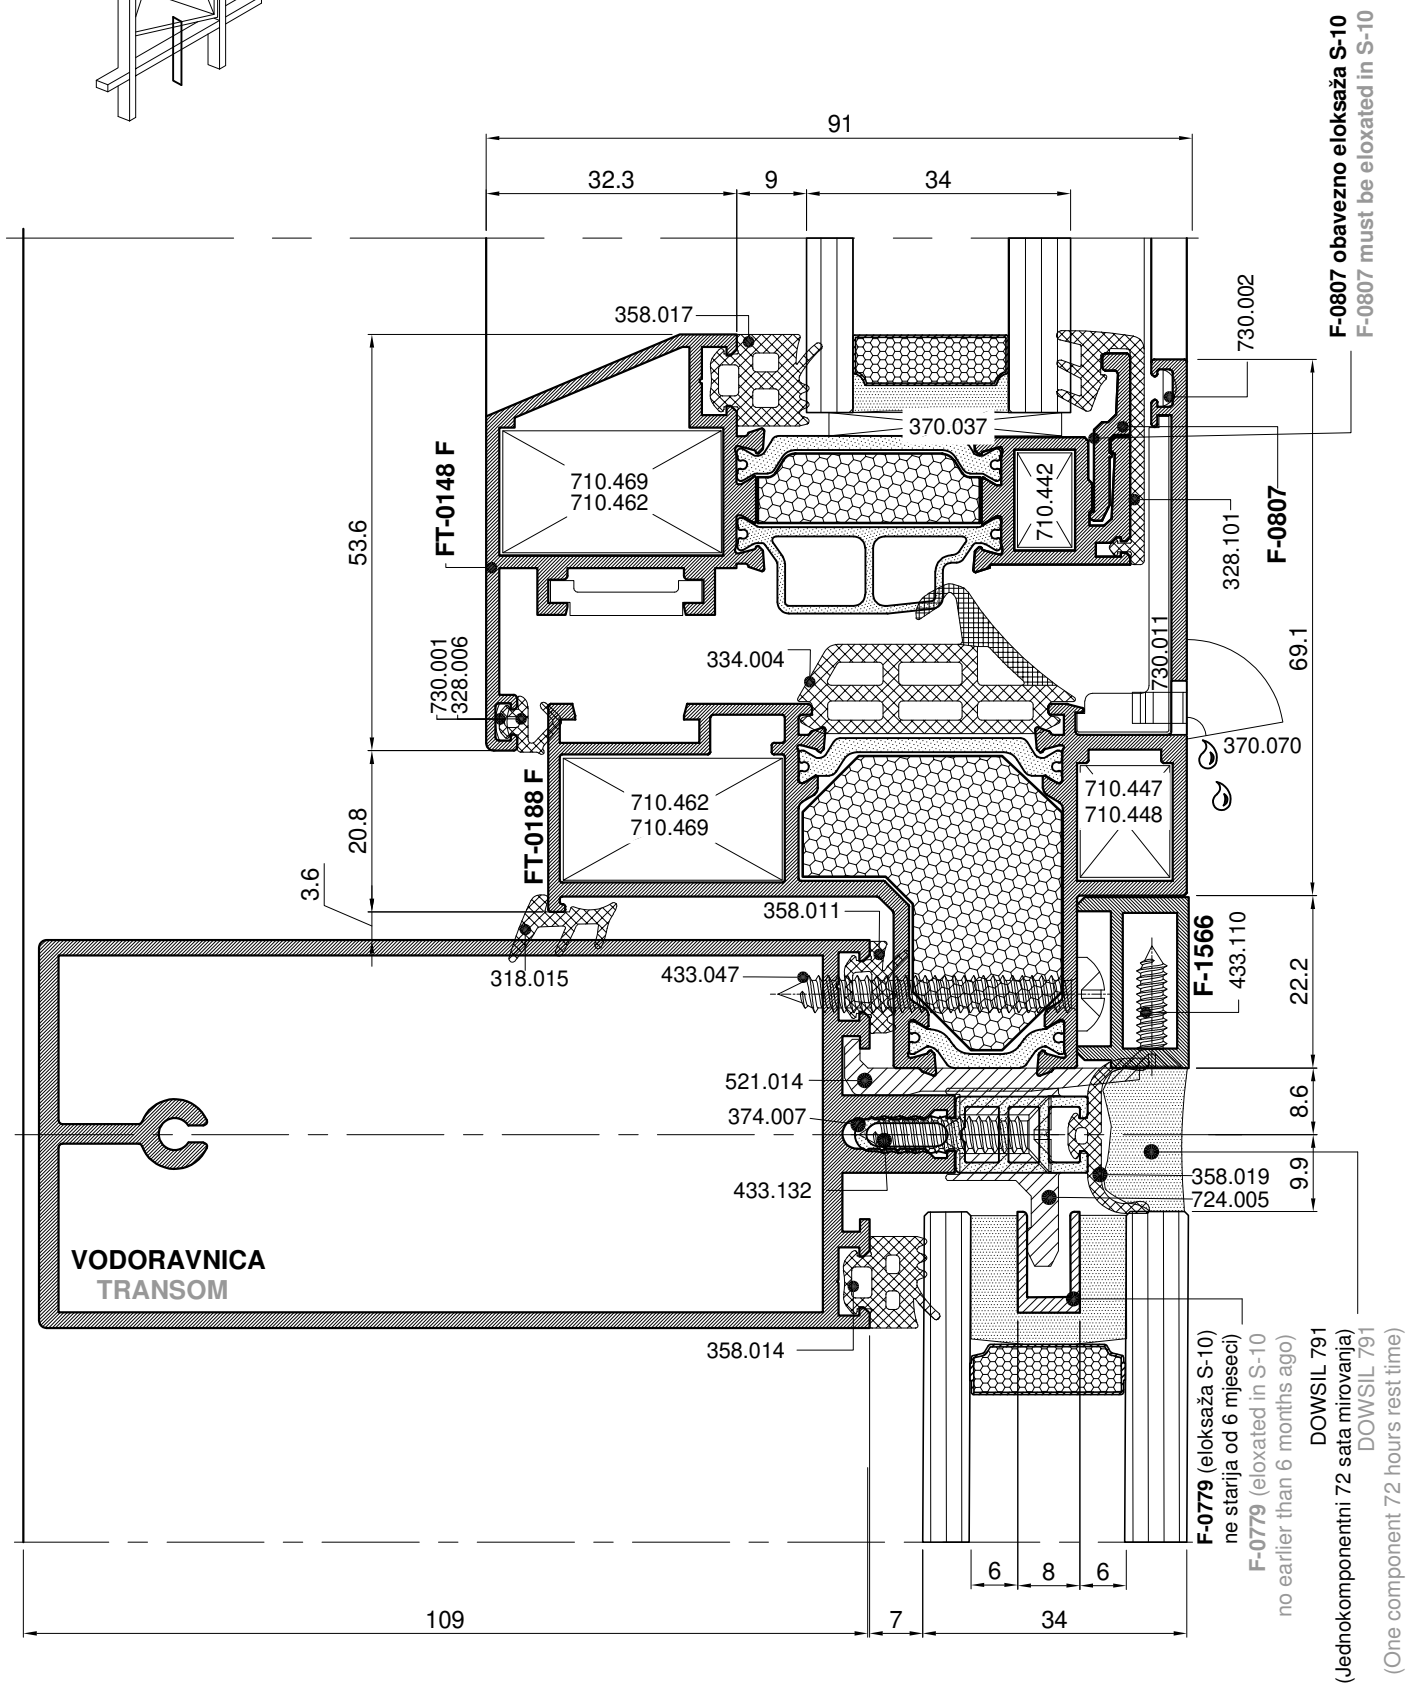 91
32.3
9
34
F-0807 obavezno eloksaža S-10
F-0807 must be eloxated in S-10
358.017
730.002
370.037
FT-0148 F
710.469
710.462
710.442
53.6
328.101
F-0807
730.001
328.006
334.004
730.011
69.1
370.070
20.8
FT-0188 F
710.462
710.469
710.447
710.448
3.6
358.011
318.015
433.047
F-1566
433.110
22.2
521.014
374.007
433.132
8.6
9.9
358.019
724.005
VODORAVNICA
TRANSOM
358.014
F-0779 (eloksaža S-10)
ne starija od 6 mjeseci)
F-0779 (eloxated in S-10
no earlier than 6 months ago)
DOWSIL 791
(Jednokomponentni 72 sata mirovanja)
DOWSIL 791
(One component 72 hours rest time)
6
8
6
109
7
34